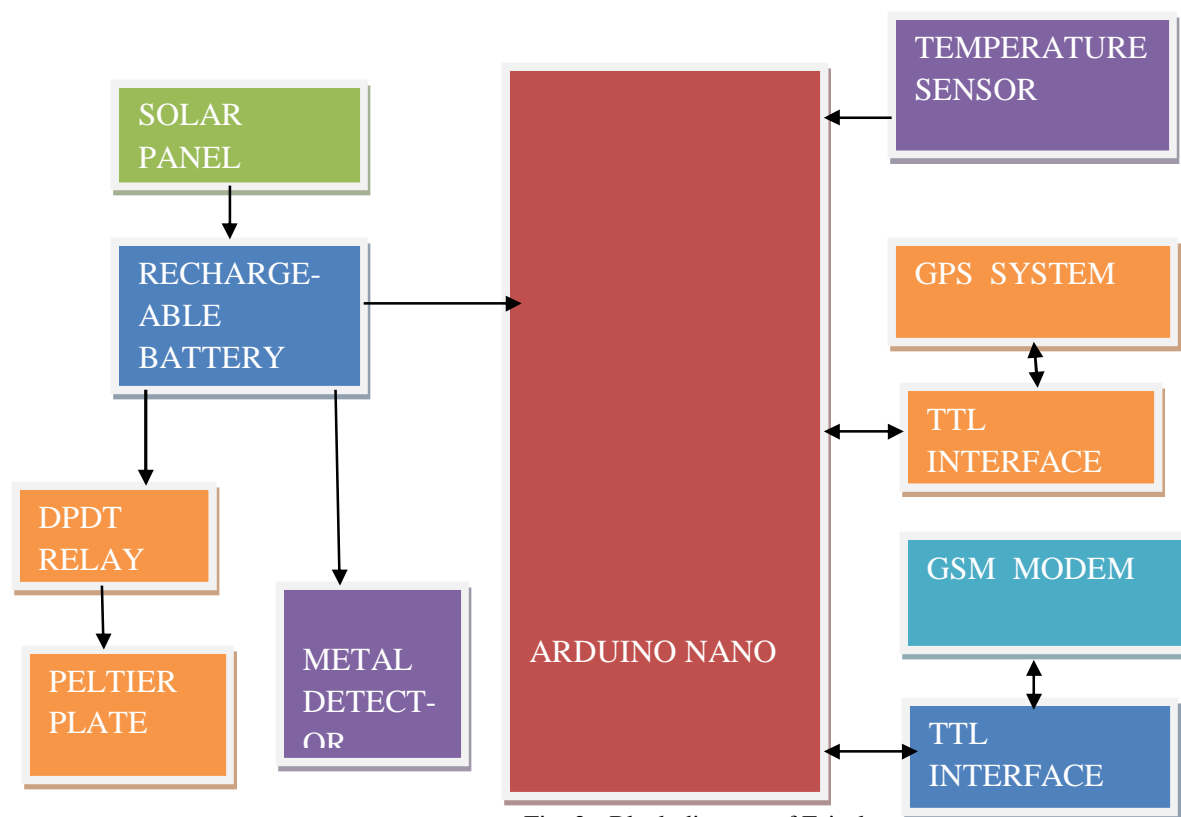 TEMPERATURE
SENSOR
SOLAR
PANEL
RECHARGE-
ABLE
BATTERY
GPS SYSTEM
TTL
INTERFACE
DPDT
RELAY
GSM MODEM
METAL
DETECT-
OR
ARDUINO NANO
PELTIER
PLATE
TTL
INTERFACE